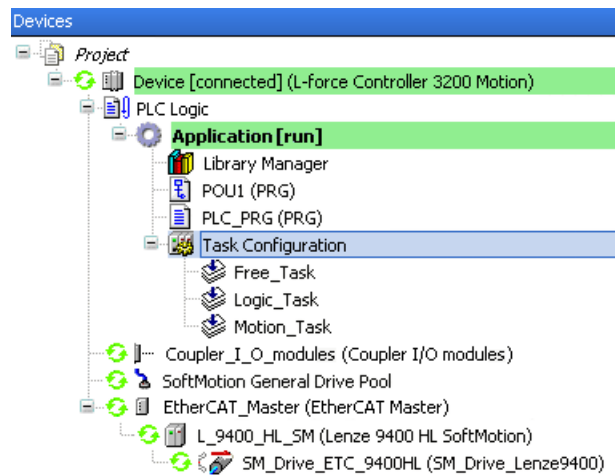 Devices
Project
Device [connected] (L-force Controller 3200 Motion)
PLC Logic
Application [run]
Library Manager
POU1 (PRG)
PLC_PRG (PRG)
Task Configuration
Free_Task
Logic_Task
Motion_Task
Coupler_I_O_modules (Coupler I/O modules)
SoftMotion General Drive Pool
EtherCAT_Master (EtherCAT Master)
L_9400_HL_SM (Lenze 9400 HL SoftMotion)
SM_Drive_ETC_9400HL (SM_Drive_Lenze9400)